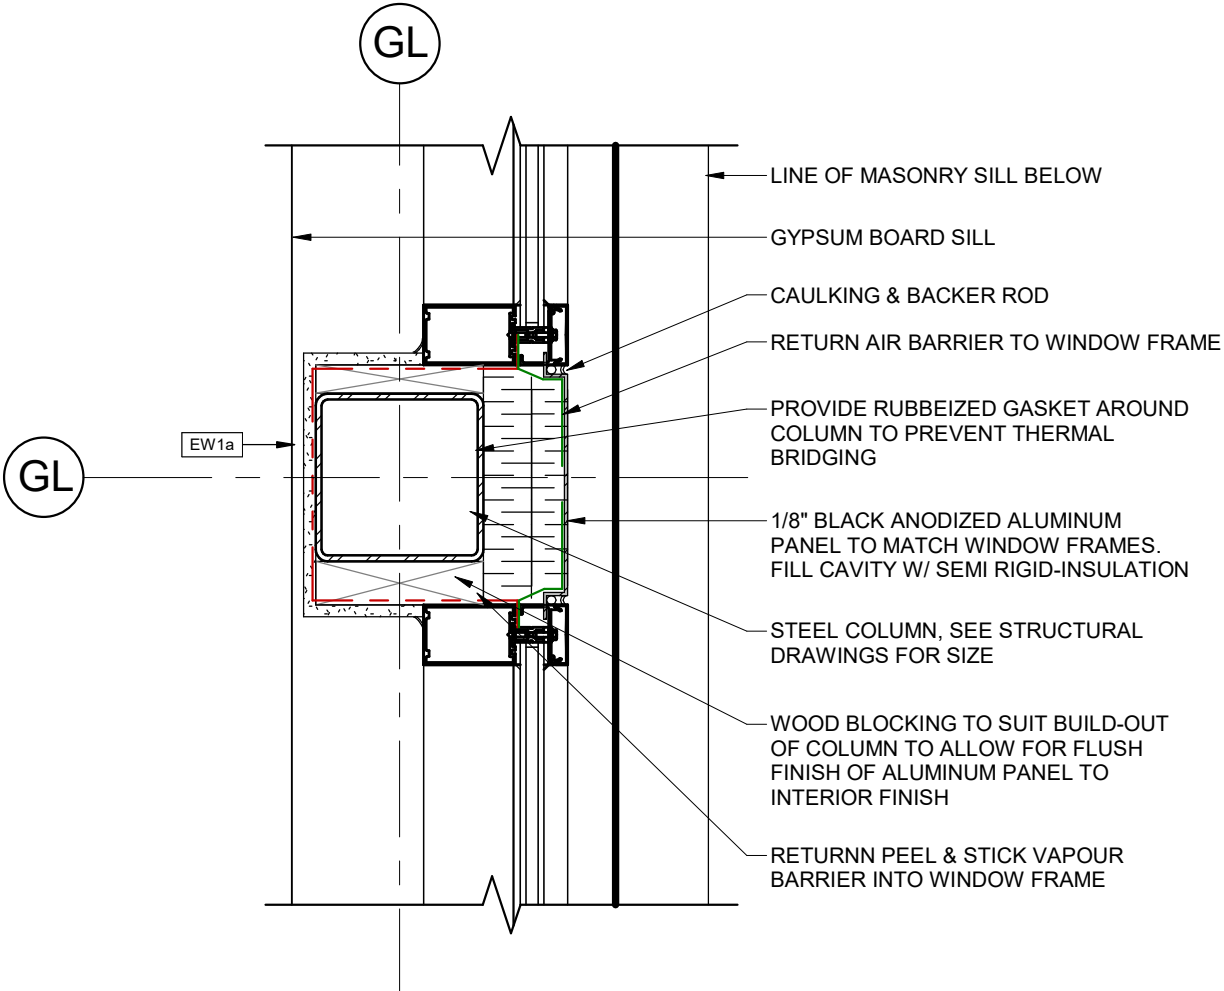 GL
LINE OF MASONRY SILL BELOW
GYPSUM BOARD SILL
CAULKING & BACKER ROD
RETURN AIR BARRIER TO WINDOW FRAME
PROVIDE RUBBEIZED GASKET AROUND
COLUMN TO PREVENT THERMAL
BRIDGING
EW1a
GL
1/8" BLACK ANODIZED ALUMINUM
PANEL TO MATCH WINDOW FRAMES.
FILL CAVITY W/ SEMI RIGID-INSULATION
STEEL COLUMN, SEE STRUCTURAL
DRAWINGS FOR SIZE
WOOD BLOCKING TO SUIT BUILD-OUT
OF COLUMN TO ALLOW FOR FLUSH
FINISH OF ALUMINUM PANEL TO
INTERIOR FINISH
RETURNN PEEL & STICK VAPOUR
BARRIER INTO WINDOW FRAME